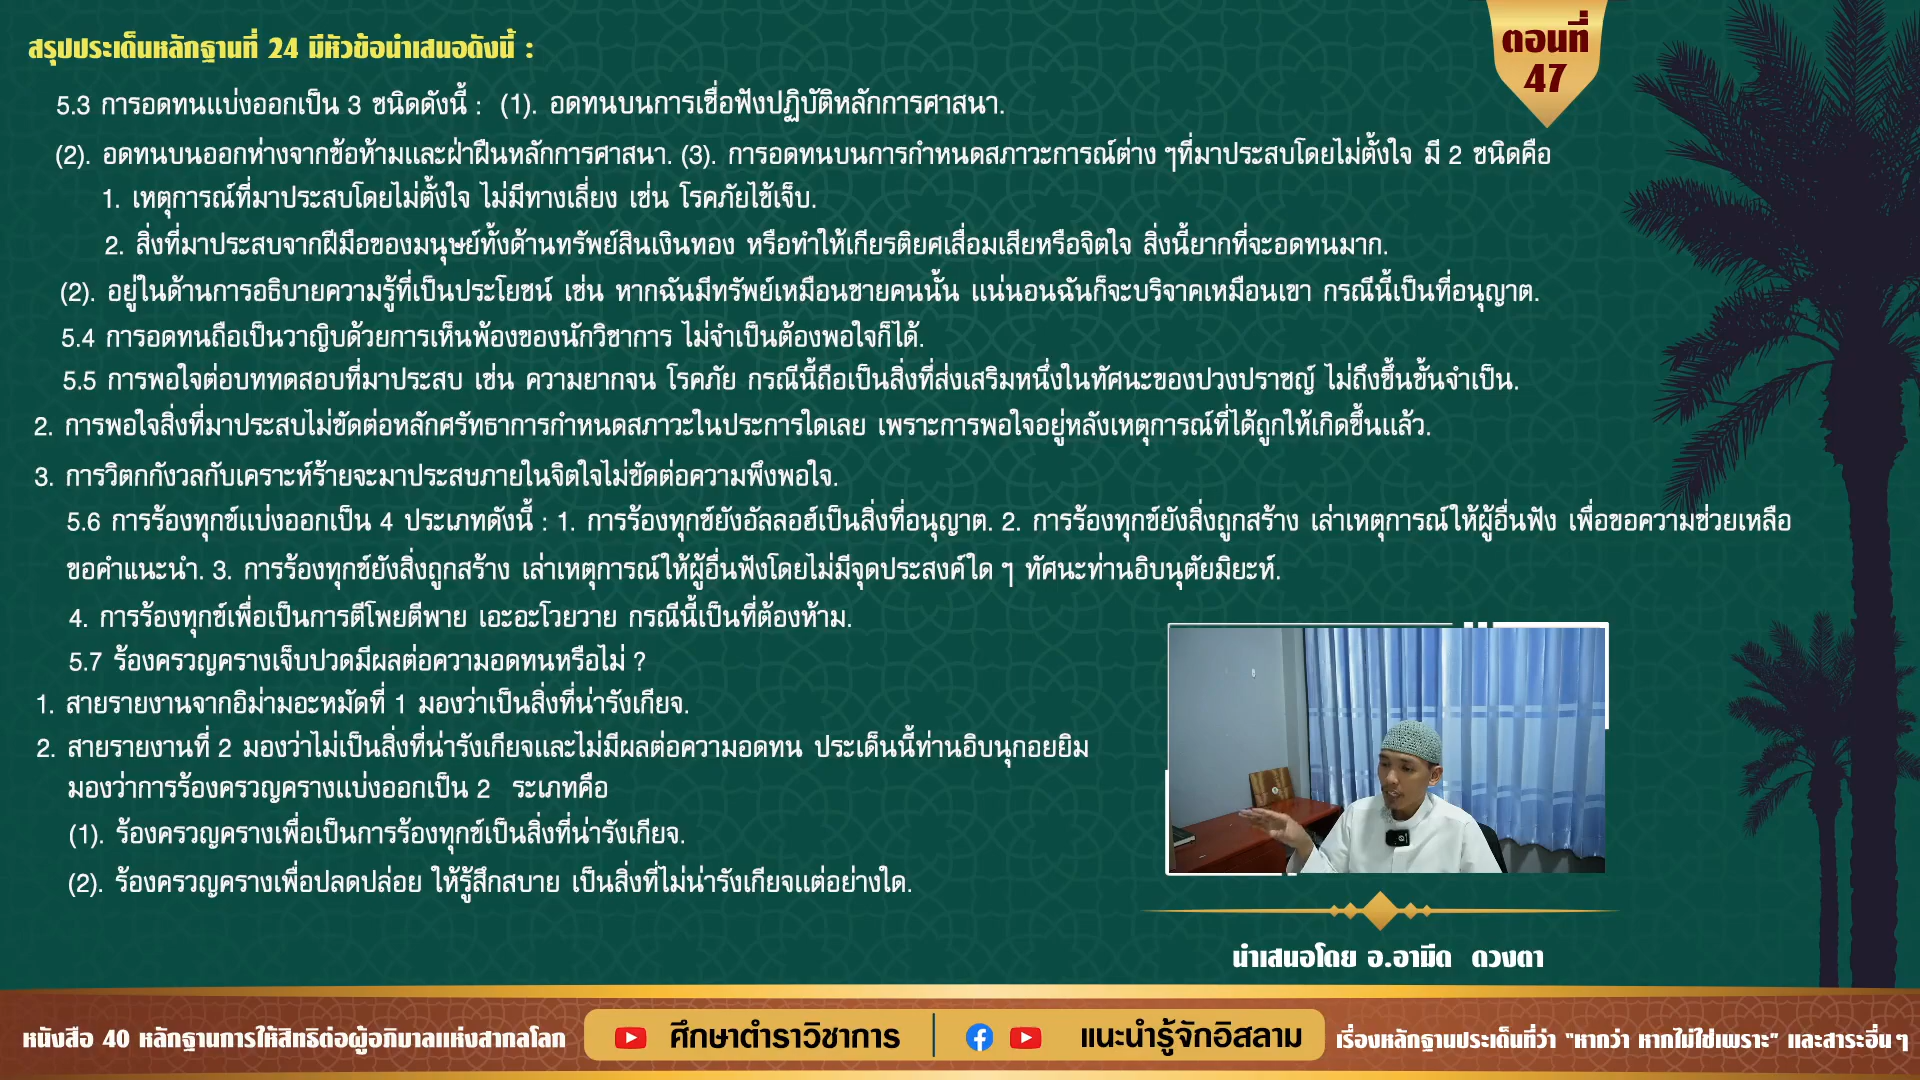 สรุปประเด็นหลักฐานที่ 24 มีหัวข้อนำเสนอดังนี้ :
ตอนที่
47
5.3 การอดทนแบ่งออกเป็น 3 ชนิดดังนี้ : (1). อดทนบนการเชื่อฟังปฏิบัติหลักการศาสนา.
(2). อดทนบนออกห่างจากข้อห้ามและฝ่าฝืนหลักการศาสนา. (3). การอดทนบนการกำหนดสภาวะการณ์ต่าง ๆที่มาประสบโดยไม่ตั้งใจ มี 2 ชนิดคือ
1. เหตุการณ์ที่มาประสบโดยไม่ตั้งใจ ไม่มีทางเลี่ยง เช่น โรคภัยไข้เจ็บ.
2. สิ่งที่มาประสบจากฝีมือของมนุษย์ทั้งด้านทรัพย์สินเงินทอง หรือทำให้เกียรติยศเสื่อมเสียหรือจิตใจ สิ่งนี้ยากที่จะอดทนมาก.
(2). อยู่ในด้านการอธิบายความรู้ที่เป็นประโยชน์ เช่น หากฉันมีทรัพย์เหมือนชายคนนั้น แน่นอนฉันก็จะบริจาคเหมือนเขา กรณีนี้เป็นที่อนุญาต.
5.4 การอดทนถือเป็นวาญิบด้วยการเห็นพ้องของนักวิชาการ ไม่จำเป็นต้องพอใจก็ได้.
5.5 การพอใจต่อบททดสอบที่มาประสบ เช่น ความยากจน โรคภัย กรณีนี้ถือเป็นสิ่งที่ส่งเสริมหนึ่งในทัศนะของปวงปราชญ์ ไม่ถึงขึ้นขั้นจำเป็น.
2. การพอใจสิ่งที่มาประสบไม่ขัดต่อหลักศรัทธาการกำหนดสภาวะในประการใดเลย เพราะการพอใจอยู่หลังเหตุการณ์ที่ได้ถูกให้เกิดขึ้นแล้ว.
3. การวิตกกังวลกับเคราะห์ร้ายจะมาประสษภายในจิตใจไม่ขัดต่อความพึงพอใจ.
5.6 การร้องทุกข์แบ่งออกเป็น 4 ประเภทดังนี้ : 1. การร้องทุกข์ยังอัลลอฮ์เป็นสิ่งที่อนุญาต. 2. การร้องทุกข์ยังสิ่งถูกสร้าง เล่าเหตุการณ์ให้ผู้อื่นฟัง เพื่อขอความช่วยเหลือ
ขอคำแนะนำ. 3. การร้องทุกข์ยังสิ่งถูกสร้าง เล่าเหตุการณ์ให้ผู้อื่นฟังโดยไม่มีจุดประสงค์ใด ๆ ทัศนะท่านอิบนุตัยมิยะห์.
4. การร้องทุกข์เพื่อเป็นการตีโพยตีพาย เอะอะโวยวาย กรณีนี้เป็นที่ต้องห้าม.
5.7 ร้องครวญครางเจ็บปวดมีผลต่อความอดทนหรือไม่ ?
1. สายรายงานจากอิม่ามอะหมัดที่ 1 มองว่าเป็นสิ่งที่น่ารังเกียจ.
2. สายรายงานที่ 2 มองว่าไม่เป็นสิ่งที่น่ารังเกียจและไม่มีผลต่อความอดทน ประเด็นนี้ท่านอิบนุกอยยิม
มองว่าการร้องครวญครางแบ่งออกเป็น 2 ระเภทคือ
(1). ร้องครวญครางเพื่อเป็นการร้องทุกข์เป็นสิ่งที่น่ารังเกียจ.
(2). ร้องครวญครางเพื่อปลดปล่อย ให้รู้สึกสบาย เป็นสิ่งที่ไม่น่ารังเกียจแต่อย่างใด.
นำเสนอโดย อ.อามีด ดวงตา
หนังสือ 40 หลักฐานการให้สิทธิต่อผู้อภิบาลแห่งสากลโลก
ศึกษาตำราวิชาการ
แนะนำรู้จักอิสลาม
เรื่องหลักฐานประเด็นที่ว่า "หากว่า หากไม่ใช่เพราะ" และสาระอื่น ๆ